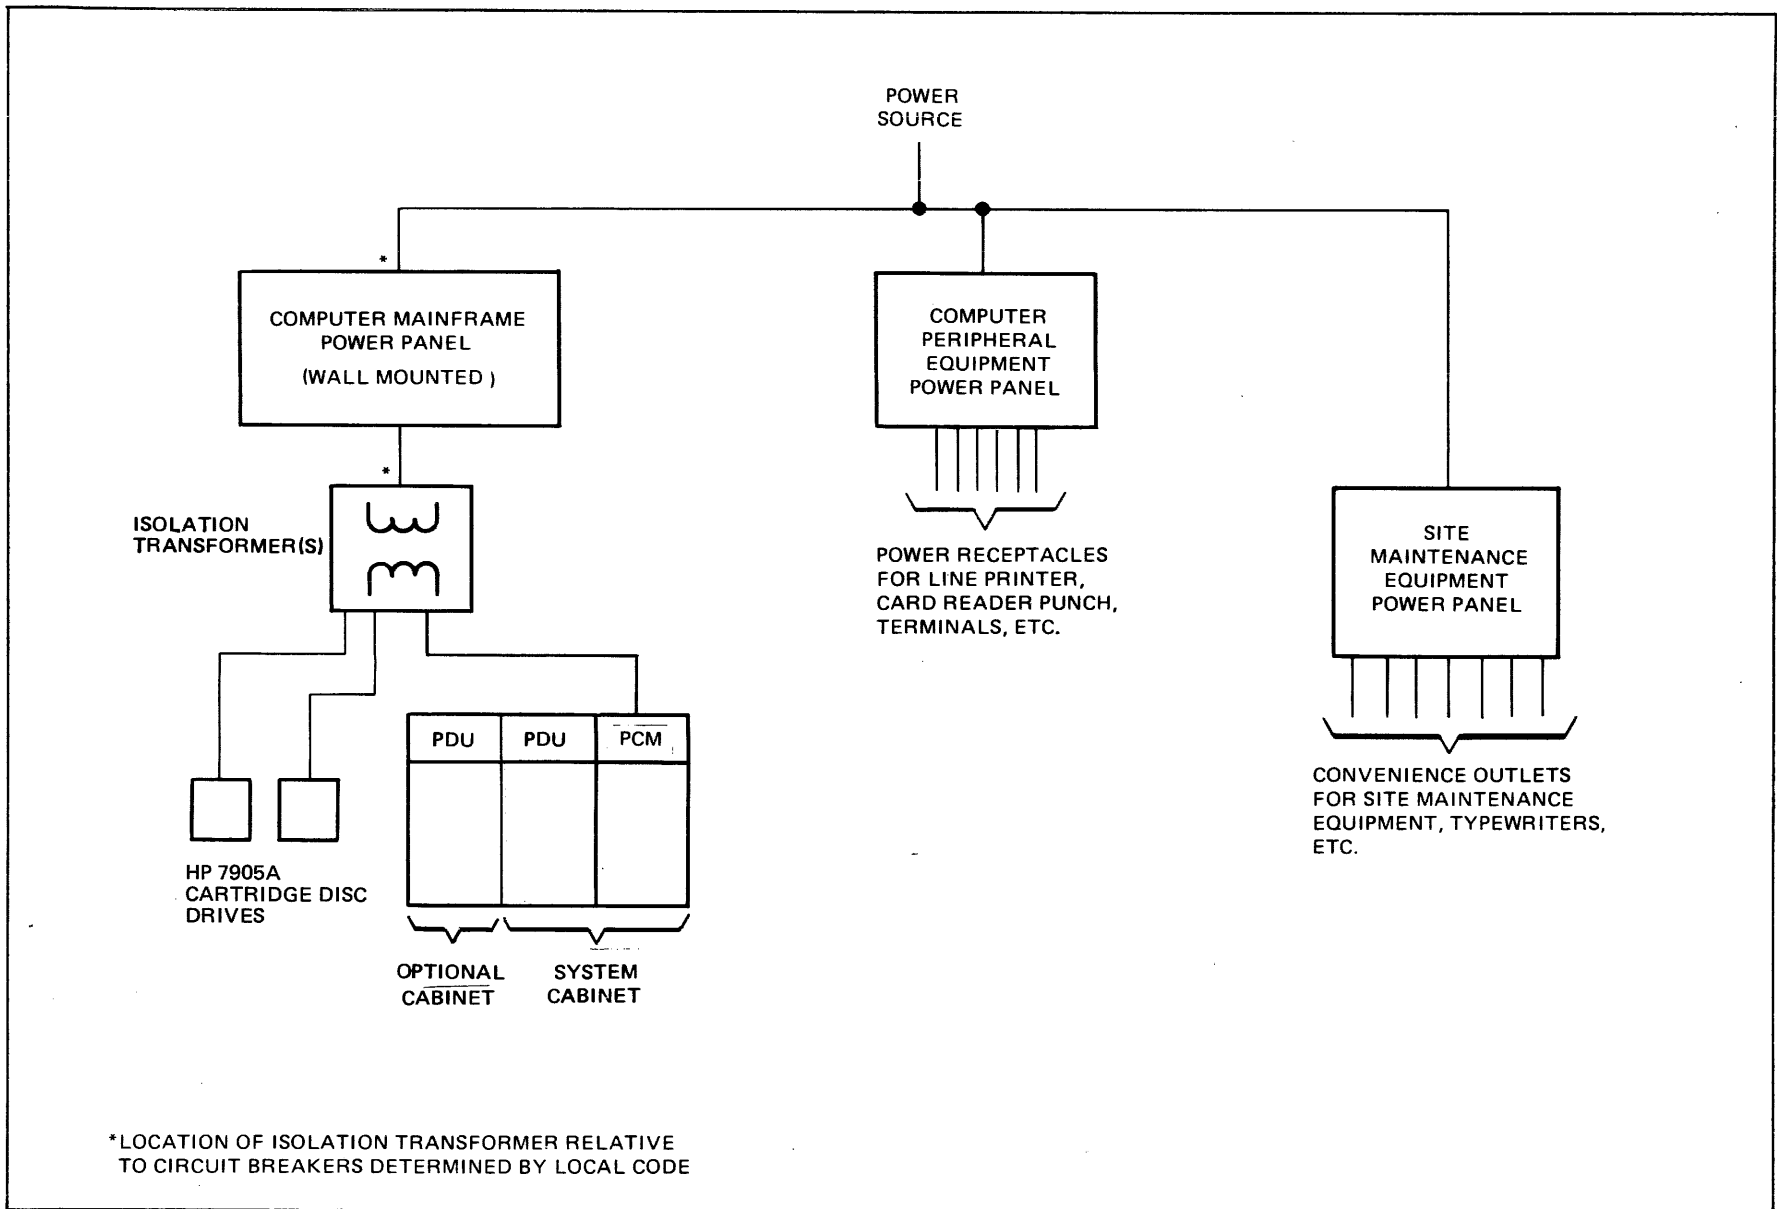 POWER
SOURCE
*
COMPUTER MAINFRAME
POWER PANEL
(WALL MOUNTED )
COMPUTER
PERIPHERAL
EQUIPMENT
POWER PANEL
*
ISOLATION
TRANSFORMER(S)
POWER RECEPTACLES
FOR LINE PRINTER,
CARD READER PUNCH,
TERMINALS, ETC.
SITE
MAINTENANCE
EQUIPMENT
POWER PANEL
CONVENIENCE OUTLETS
FOR SITE MAINTENANCE
EQUIPMENT, TYPEWRITERS,
ETC.
PDU
PDU
PCM
HP 7905A
CARTRIDGE DISC
DRIVES
OPTIONAL
CABINET
SYSTEM
CABINET
*LOCATION OF ISOLATION TRANSFORMER RELATIVE
TO CIRCUIT BREAKERS DETERMINED BY LOCAL CODE